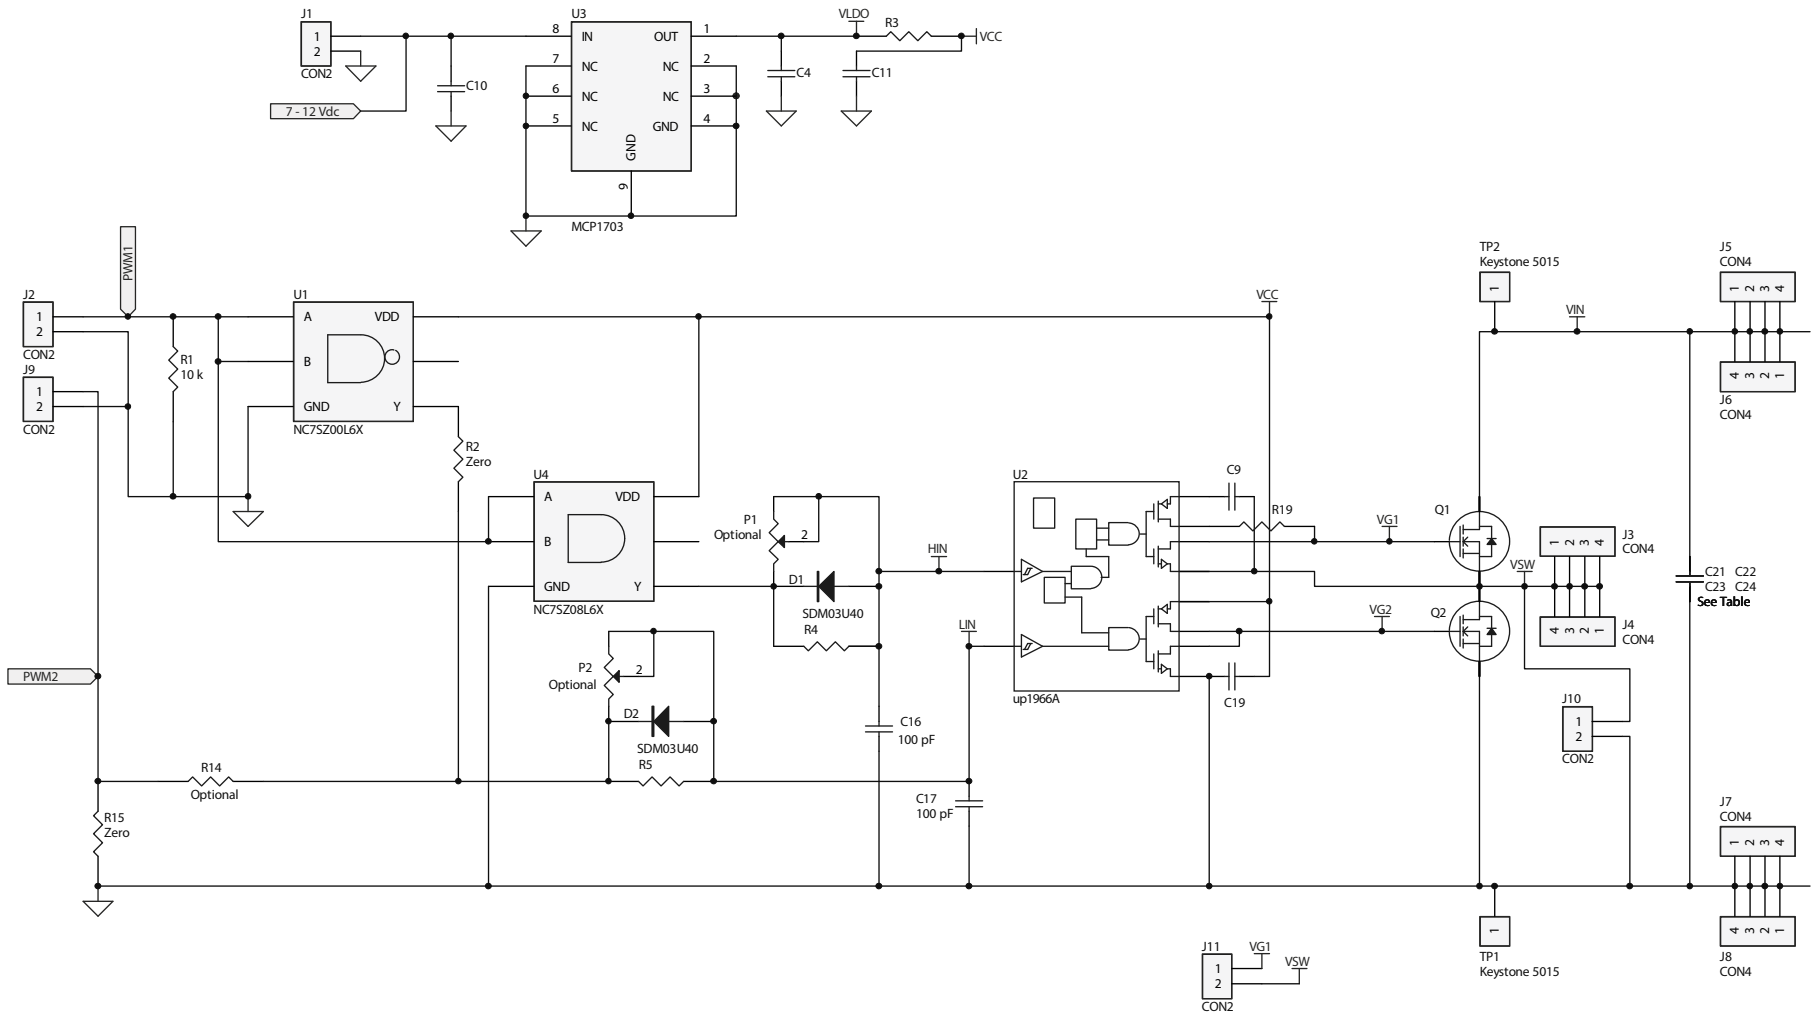 J1
1
2
CON2
7 - 12 Vdc
C10
U3
8 IN OUT 1
7 NC NC 2
6 NC NC 3
5 NC GND 4
GND
9
MCP1703
VLDO
R3
VCC
C4
C11
PWM1
J2
1
2
CON2
J9
1
2
CON2
R1
10 k
U1
A VDD
B
GND Y
NC7SZ00L6X
R2
Zero
U4
A VDD
B
GND Y
NC7SZ08L6X
P1
Optional
2
D1
SDM03U40
R4
P2
Optional
2
D2
SDM03U40
R5
PWM2
R14
Optional
R15
Zero
C16
100 pF
C17
100 pF
HIN
LIN
U2
up1966A
C9
R19
C19
VCC
VG1
VG2
Q1
Q2
TP2
Keystone 5015
1
VIN
VSW
J5
CON4
1 2 3 4
4 3 2 1
J6
CON4
1 2 3 4
J3
CON4
4 3 2 1
J4
CON4
C21 C22
C23 C24
See Table
J10
1
2
CON2
J7
CON4
1 2 3 4
4 3 2 1
J8
CON4
1
TP1
Keystone 5015
J11
1
2
CON2
VG1
VSW